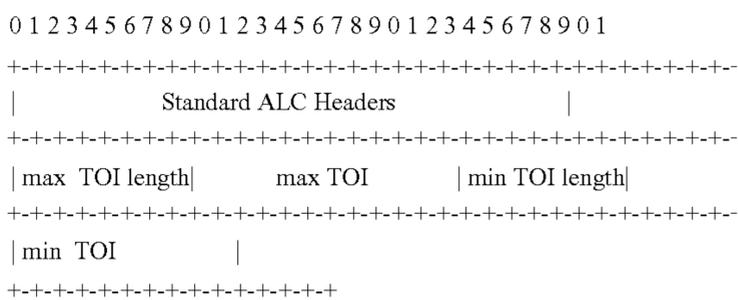 0 1 2 3 4 5 6 7 8 9 0 1 2 3 4 5 6 7 8 9 0 1 2 3 4 5 6 7 8 9 0 1
+-+-+-+-+-+-+-+-+-+-+-+-+-+-+-+-+-+-+-+-+-+-+-+-+-+-+-+-+-+-+-+-
| Standard ALC Headers |
+-+-+-+-+-+-+-+-+-+-+-+-+-+-+-+-+-+-+-+-+-+-+-+-+-+-+-+-+-+-+-+-
|max TOI length| max TOI |min TOI length|
+-+-+-+-+-+-+-+-+-+-+-+-+-+-+-+-+-+-+-+-+-+-+-+-+-+-+-+-+-+-+-+-
|min TOI |
+-+-+-+-+-+-+-+-+-+-+-+-+-+-+